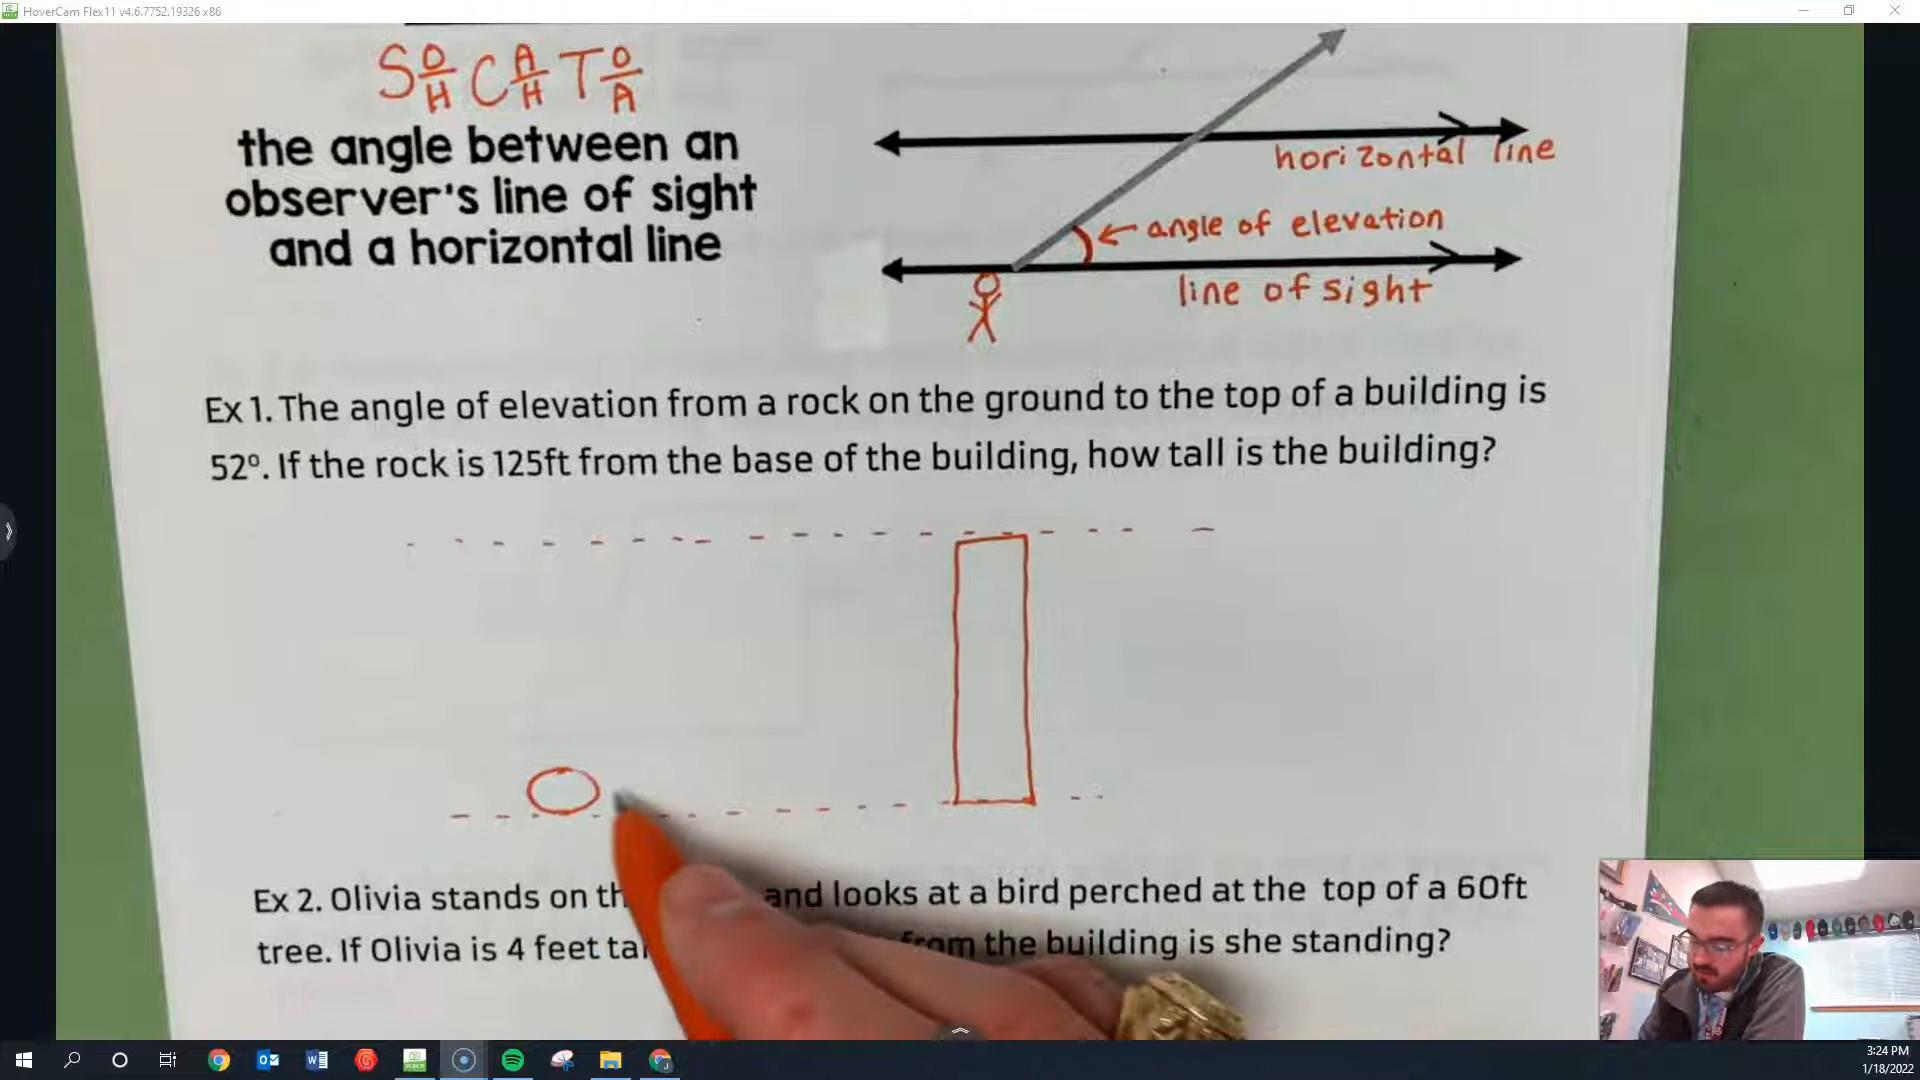 HoverCam Flex11 v4.6.7752.19326 x86
S O/H C A/H T O/A
the angle between an
observer's line of sight
and a horizontal line
horizontal line
angle of elevation
line of sight
Ex 1. The angle of elevation from a rock on the ground to the top of a building is
52º. If the rock is 125ft from the base of the building, how tall is the building?
Ex 2. Olivia stands on th and looks at a bird perched at the top of a 60ft
tree. If Olivia is 4 feet ta from the building is she standing?
3:24 PM
1/18/2022